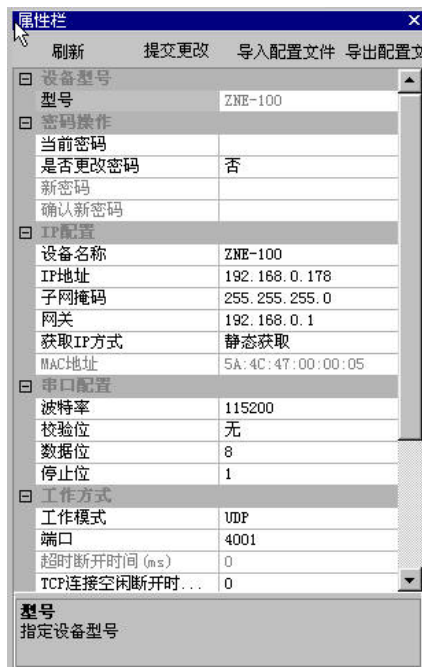 属性栏
刷新 提交更改 导入配置文件 导出配置文
设备型号
型号 ZNE-100
密码操作
当前密码
是否更改密码 否
新密码
确认新密码
IP配置
设备名称 ZNE-100
IP地址 192.168.0.178
子网掩码 255.255.255.0
网关 192.168.0.1
获取IP方式 静态获取
MAC地址 5A:4C:47:00:00:05
串口配置
波特率 115200
校验位 无
数据位 8
停止位 1
工作方式
工作模式 UDP
端口 4001
超时断开时间(ms) 0
TCP连接空闲断开时... 0
型号
指定设备型号